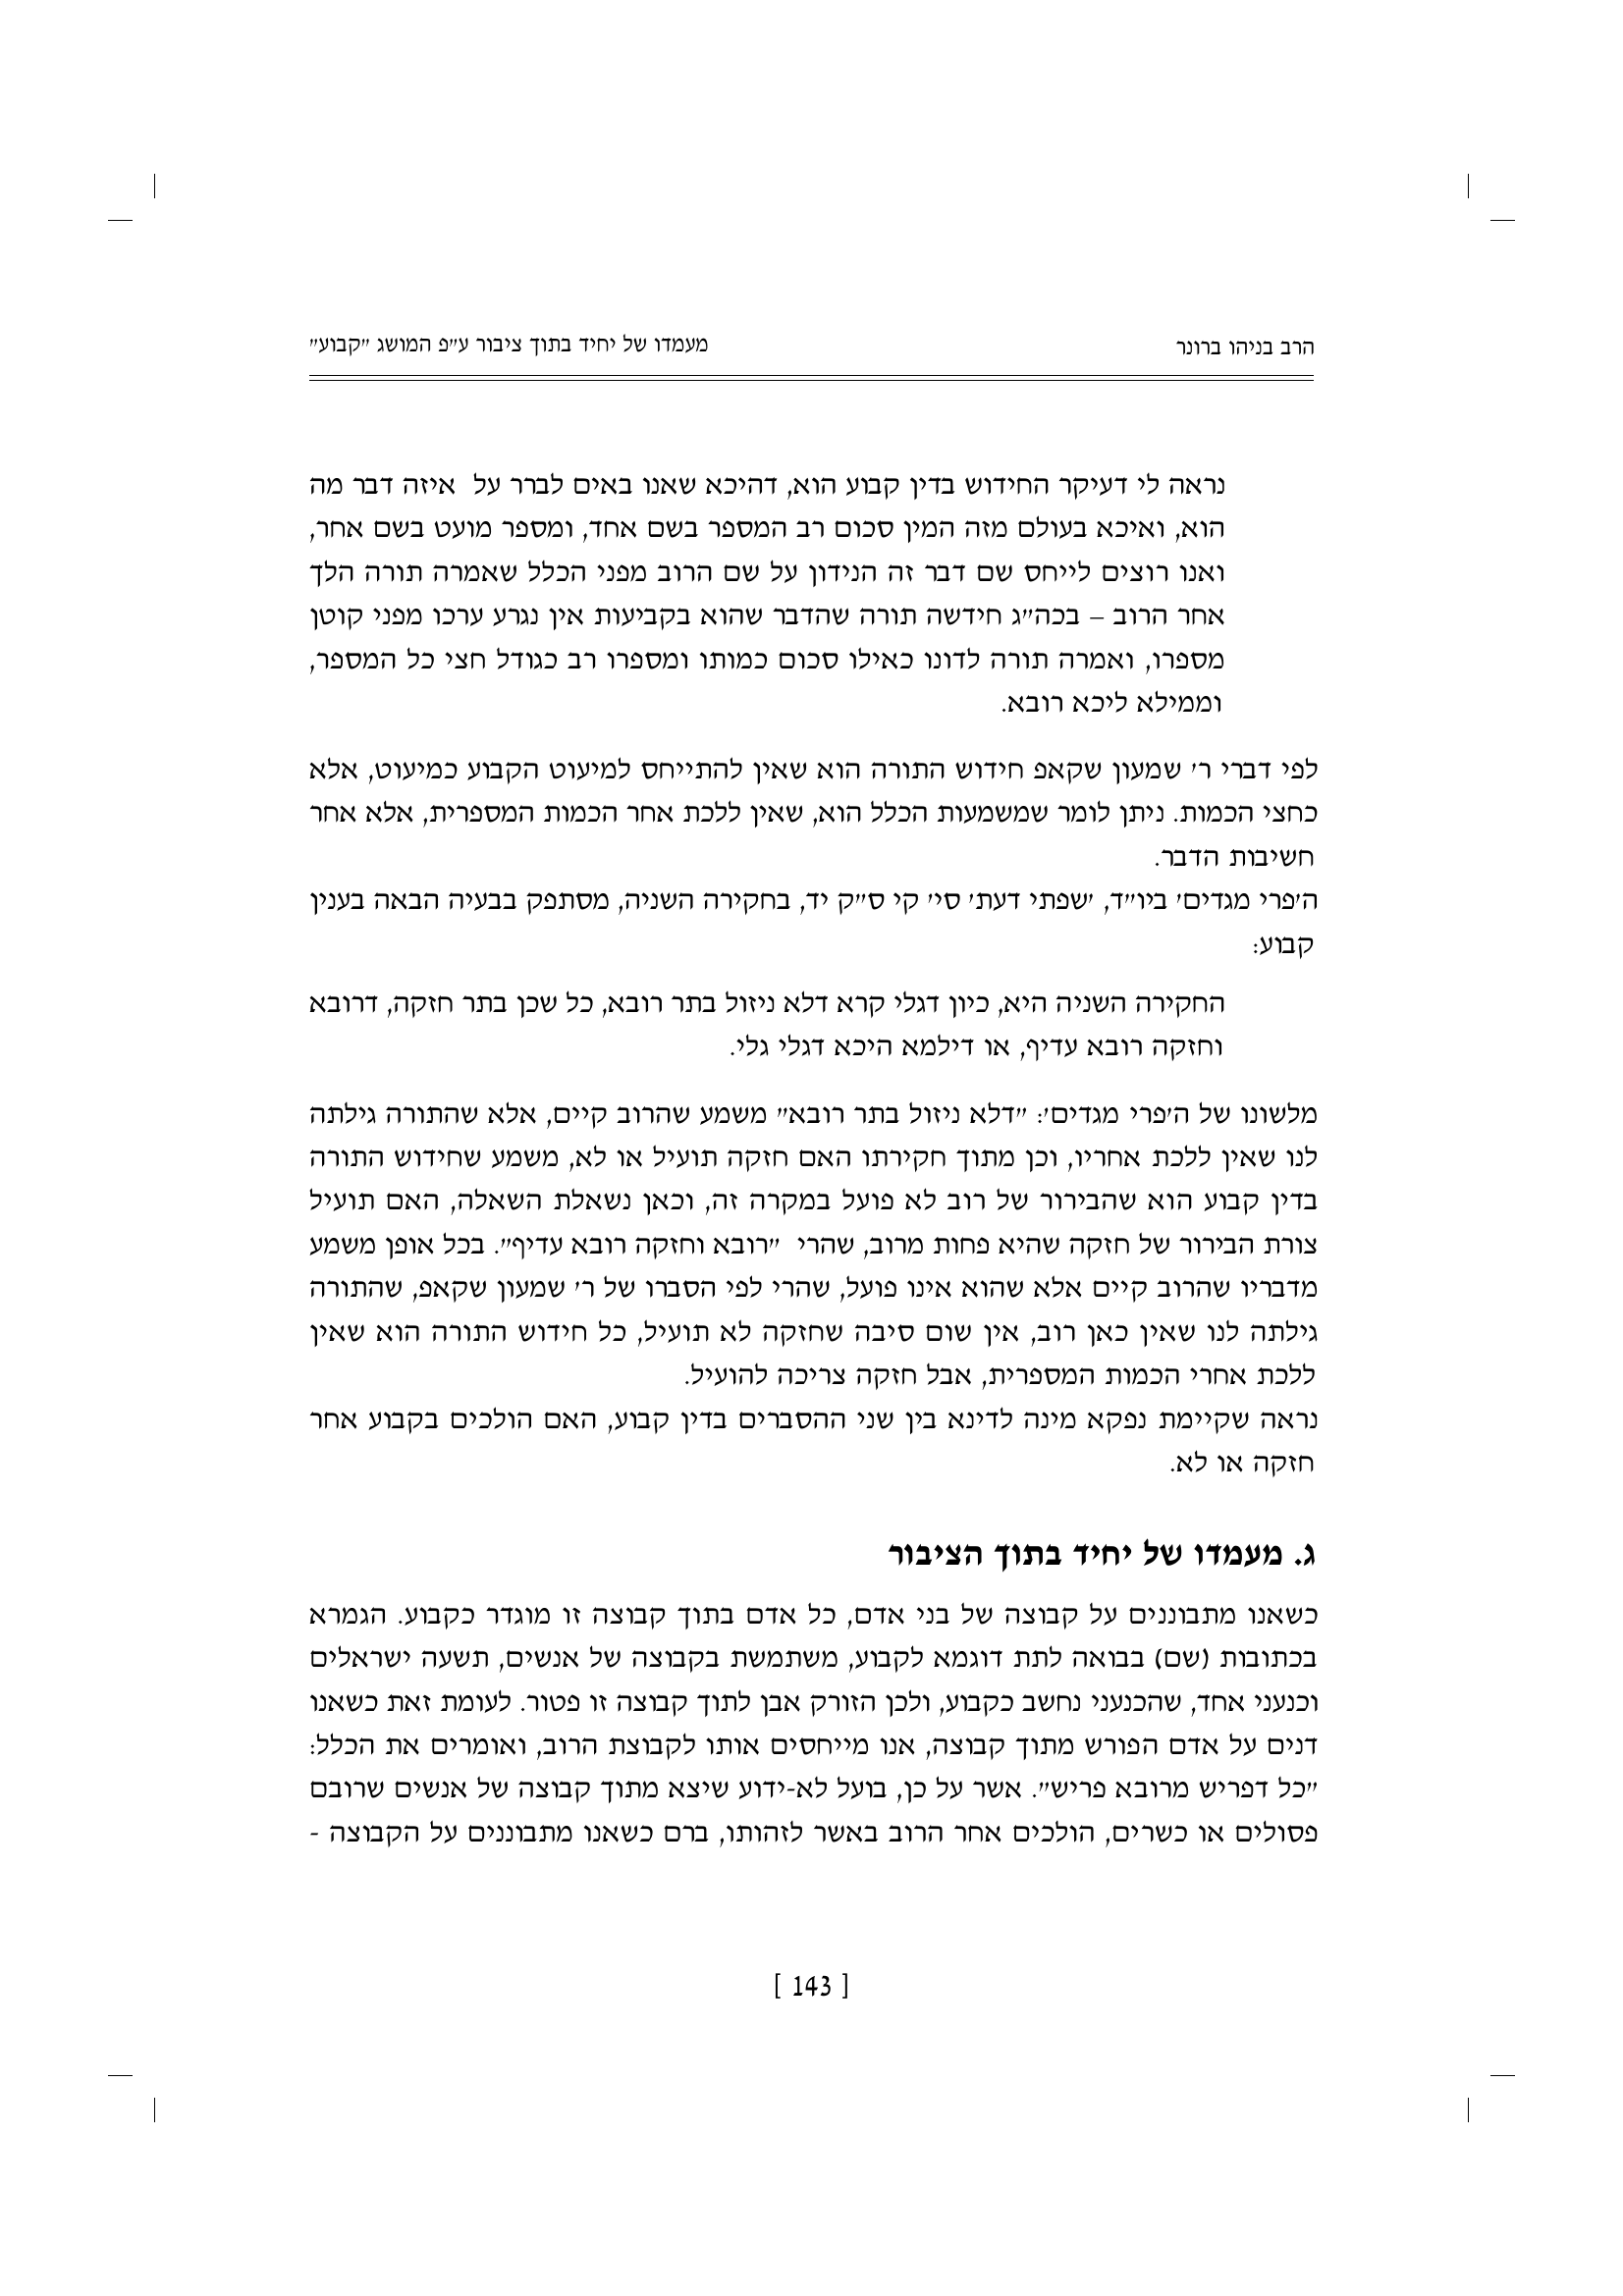 הרב בניהו ברונר
מעמדו של יחיד בתוך ציבור ע״פ המושג ״קבוע״
נראה לי דעיקר החידוש בדין קבוע הוא, דהיכא שאנו באים לברר על איזה דבר מה
הוא, ואיכא בעולם מזה המין סכום רב המספר בשם אחד, ומספר מועט בשם אחר,
ואנו רוצים לייחס שם דבר זה הנידון על שם הרוב מפני הכלל שאמרה תורה הלך
אחר הרוב – בכה״ג חידשה תורה שהדבר שהוא בקביעות אין נגרע ערכו מפני קוטן
מספרו, ואמרה תורה לדונו כאילו סכום כמותו ומספרו רב כגודל חצי כל המספר,
וממילא ליכא רובא.
לפי דברי ר׳ שמעון שקאפ חידוש התורה הוא שאין להתייחס למיעוט הקבוע כמיעוט, אלא
כחצי הכמות. ניתן לומר שמשמעות הכלל הוא, שאין ללכת אחר הכמות המספרית, אלא אחר
חשיבות הדבר.
ה׳פרי מגדים׳ ביו״ד, ׳שפתי דעת׳ סי׳ קי ס״ק יד, בחקירה השניה, מסתפק בבעיה הבאה בענין
קבוע:
החקירה השניה היא, כיון דגלי קרא דלא ניזול בתר רובא, כל שכן בתר חזקה, דרובא
וחזקה רובא עדיף, או דילמא היכא דגלי גלי.
מלשונו של ה׳פרי מגדים׳: ״דלא ניזול בתר רובא״ משמע שהרוב קיים, אלא שהתורה גילתה
לנו שאין ללכת אחריו, וכן מתוך חקירתו האם חזקה תועיל או לא, משמע שחידוש התורה
בדין קבוע הוא שהבירור של רוב לא פועל במקרה זה, וכאן נשאלת השאלה, האם תועיל
צורת הבירור של חזקה שהיא פחות מרוב, שהרי ״רובא וחזקה רובא עדיף״. בכל אופן משמע
מדבריו שהרוב קיים אלא שהוא אינו פועל, שהרי לפי הסברו של ר׳ שמעון שקאפ, שהתורה
גילתה לנו שאין כאן רוב, אין שום סיבה שחזקה לא תועיל, כל חידוש התורה הוא שאין
ללכת אחרי הכמות המספרית, אבל חזקה צריכה להועיל.
נראה שקיימת נפקא מינה לדינא בין שני ההסברים בדין קבוע, האם הולכים בקבוע אחר
חזקה או לא.
ג. מעמדו של יחיד בתוך הציבור
כשאנו מתבוננים על קבוצה של בני אדם, כל אדם בתוך קבוצה זו מוגדר כקבוע. הגמרא
בכתובות (שם) בבואה לתת דוגמא לקבוע, משתמשת בקבוצה של אנשים, תשעה ישראלים
וכנעני אחד, שהכנעני נחשב כקבוע, ולכן הזורק אבן לתוך קבוצה זו פטור. לעומת זאת כשאנו
דנים על אדם הפורש מתוך קבוצה, אנו מייחסים אותו לקבוצת הרוב, ואומרים את הכלל:
״כל דפריש מרובא פריש״. אשר על כן, בועל לא-ידוע שיצא מתוך קבוצה של אנשים שרובם
פסולים או כשרים, הולכים אחר הרוב באשר לזהותו, ברם כשאנו מתבוננים על הקבוצה -
[ 143 ]